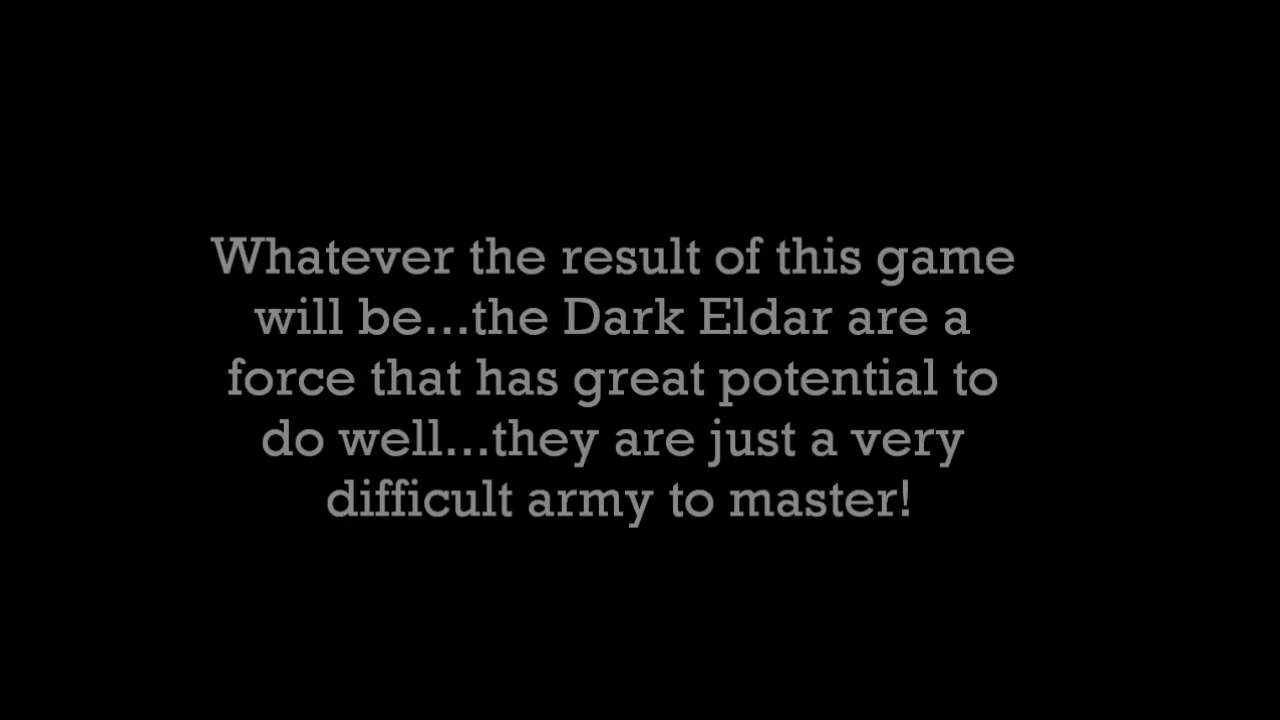 Whatever the result of this game
will be...the Dark Eldar are a
force that has great potential to
do well...they are just a very
difficult army to master!